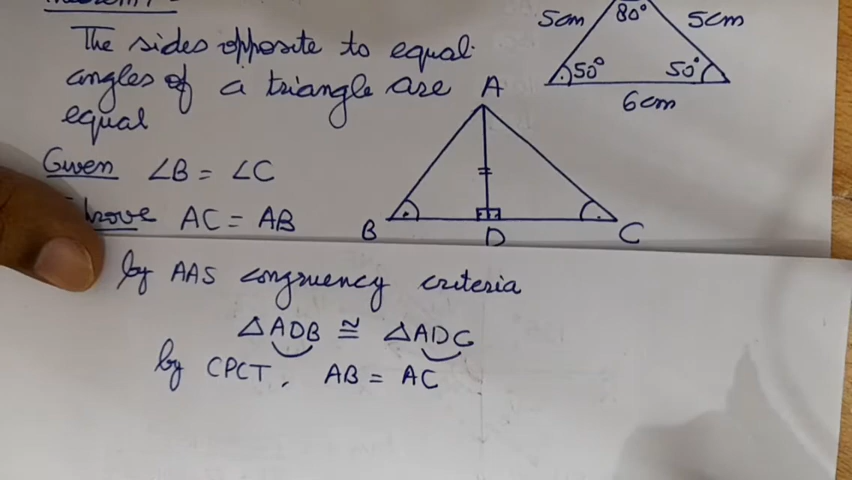 The sides opposite to equal
angles of a triangle are
equal
Given ∠B = ∠C
Prove AC = AB
5cm 80° 5cm
50° 50°
6cm
A
B D C
by AAS congruency criteria
△ADB ≅ △ADC
by CPCT, AB = AC